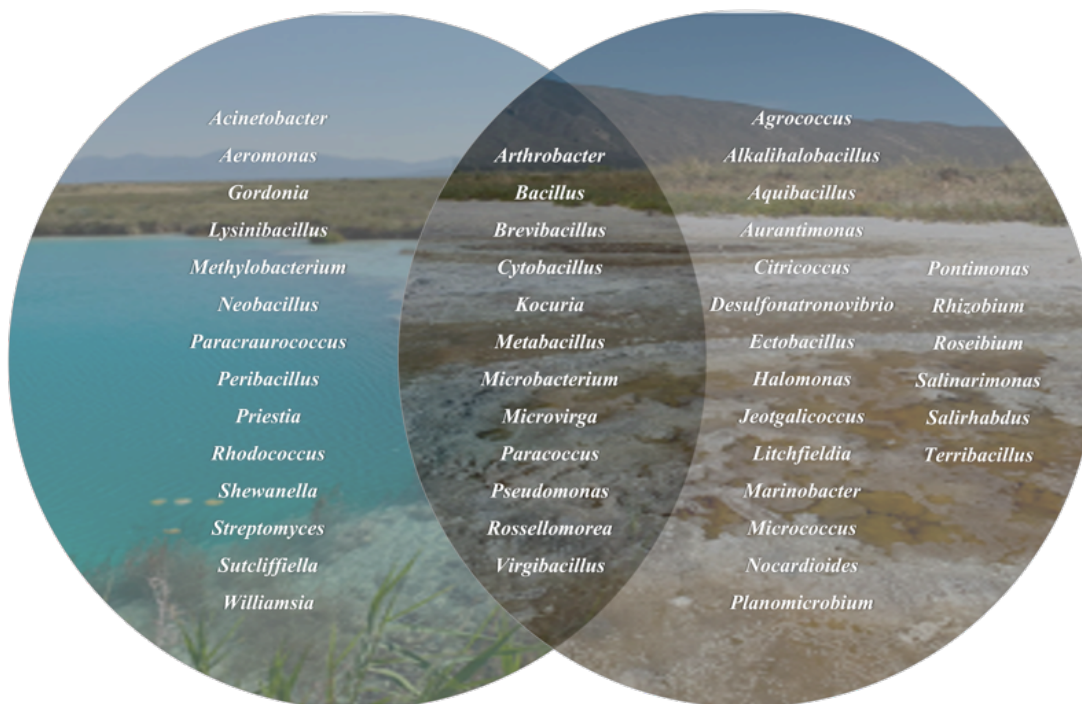 Acinetobacter
Aeromonas
Gordonia
Lysinibacillus
Methylobacterium
Neobacillus
Paracraurococcus
Peribacillus
Priestia
Rhodococcus
Shewanella
Streptomyces
Sutcliffiella
Williamsia
Arthrobacter
Bacillus
Brevibacillus
Cytobacillus
Kocuria
Metabacillus
Microbacterium
Microvirga
Paracoccus
Pseudomonas
Rossellomorea
Virgibacillus
Agrococcus
Alkalihalobacillus
Aquibacillus
Aurantimonas
Citricoccus
Desulfonatronovibrio
Ectobacillus
Halomonas
Jeotgalicoccus
Litchfieldia
Marinobacter
Micrococcus
Nocardioides
Planomicrobium
Pontimonas
Rhizobium
Roseibium
Salinarimonas
Salirhabdus
Terribacillus